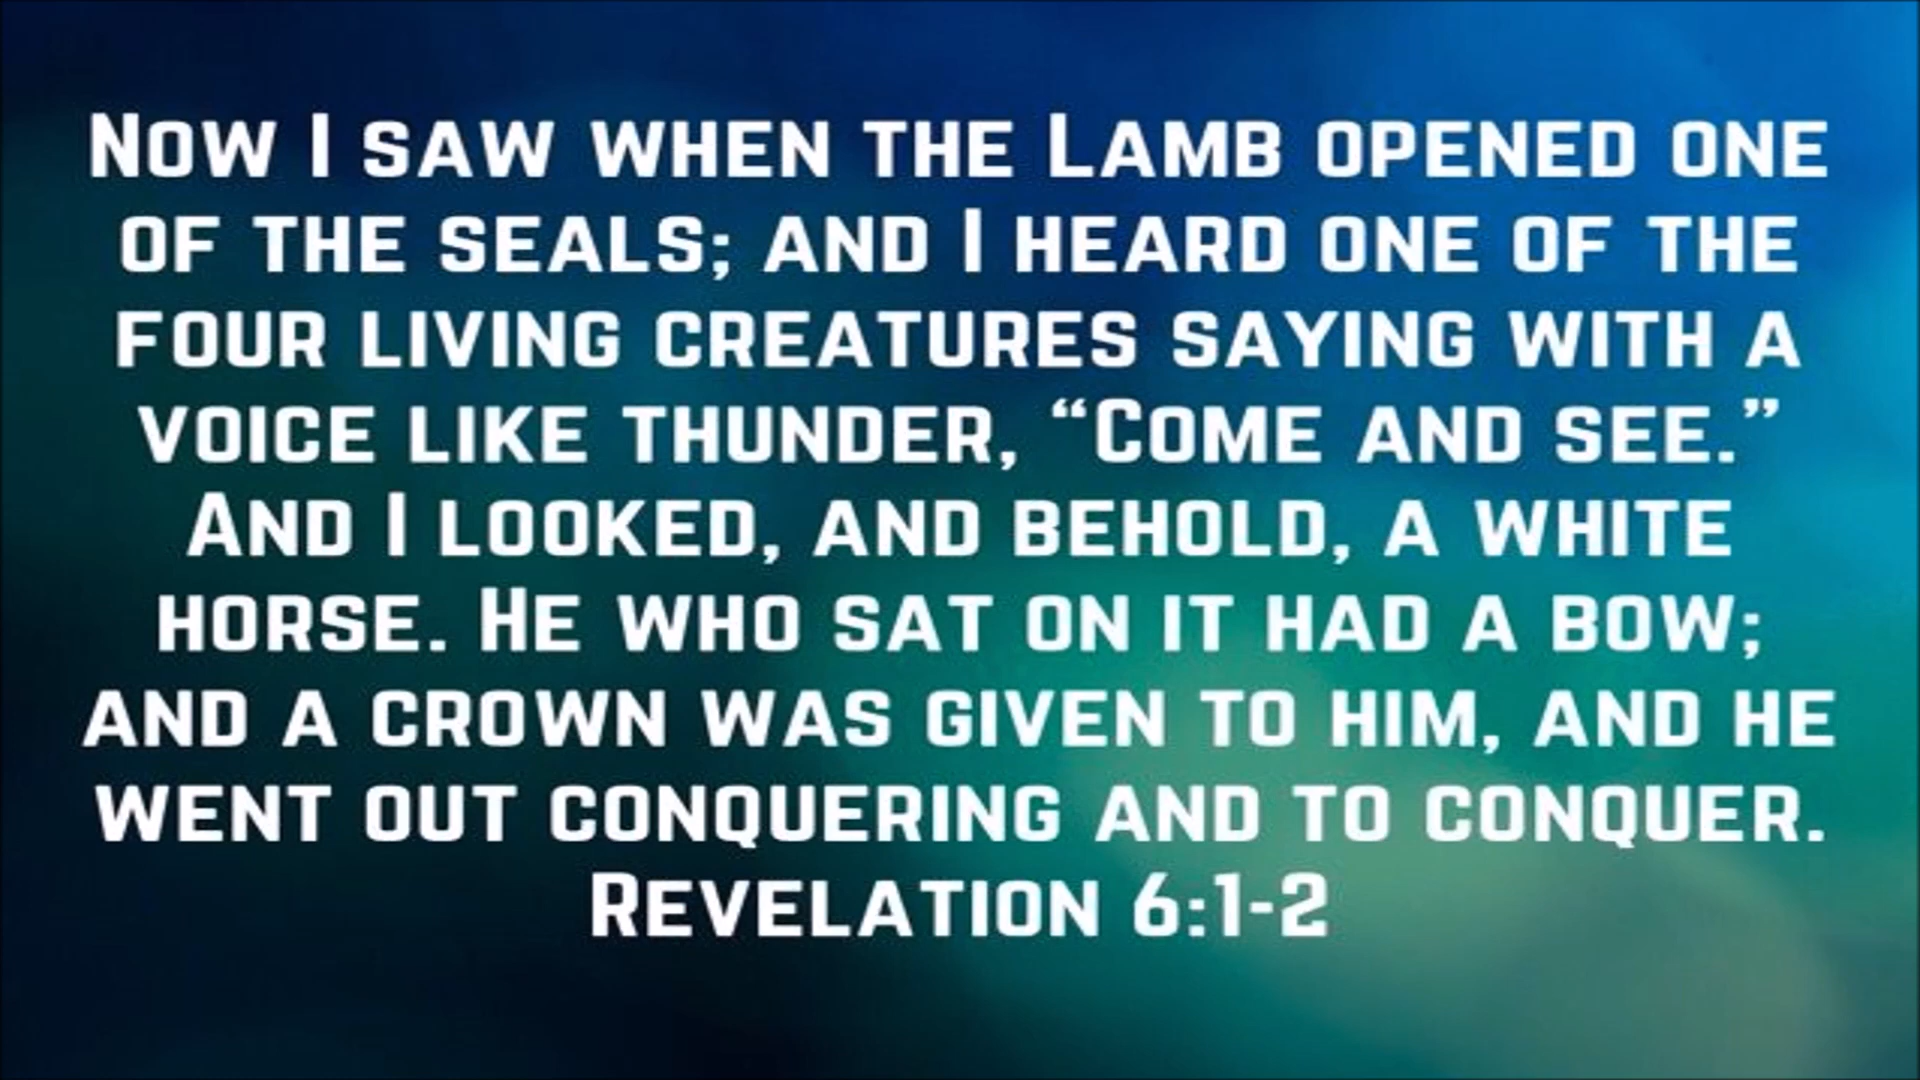 Now I saw when the Lamb opened one
of the seals; and I heard one of the
four living creatures saying with a
voice like thunder, “Come and see.”
And I looked, and behold, a white
horse. He who sat on it had a bow;
and a crown was given to him, and he
went out conquering and to conquer.
Revelation 6:1-2